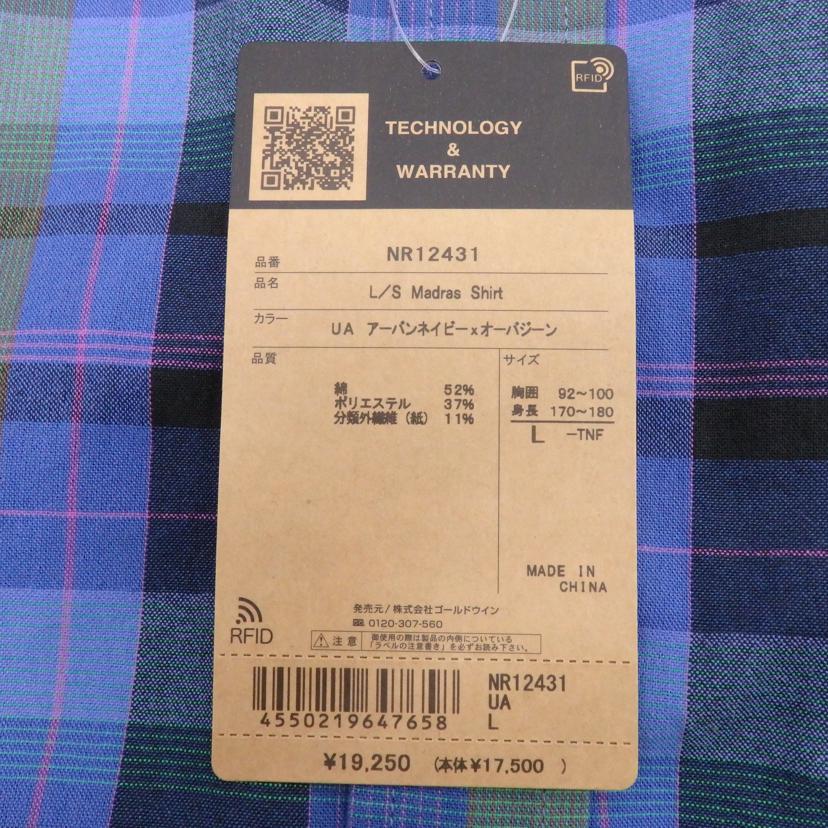 RFID
TECHNOLOGY
&
WARRANTY
品番 NR12431
品名 L/S Madras Shirt
カラー UA アーバンネイビーxオーバジーン
品質
綿 52%
ポリエステル 37%
分類外繊維(紙) 11%
サイズ
胸囲 92~100
身長 170~180
L -TNF
MADE IN
CHINA
RFID
発売元/株式会社ゴールドウイン
0120-307-560
注意
御使用の際は製品の内側についている
「ラベルの注意書き」を必ずお読み下さい。
4550219647658
NR12431
UA
L
¥19,250 (本体¥17,500 )